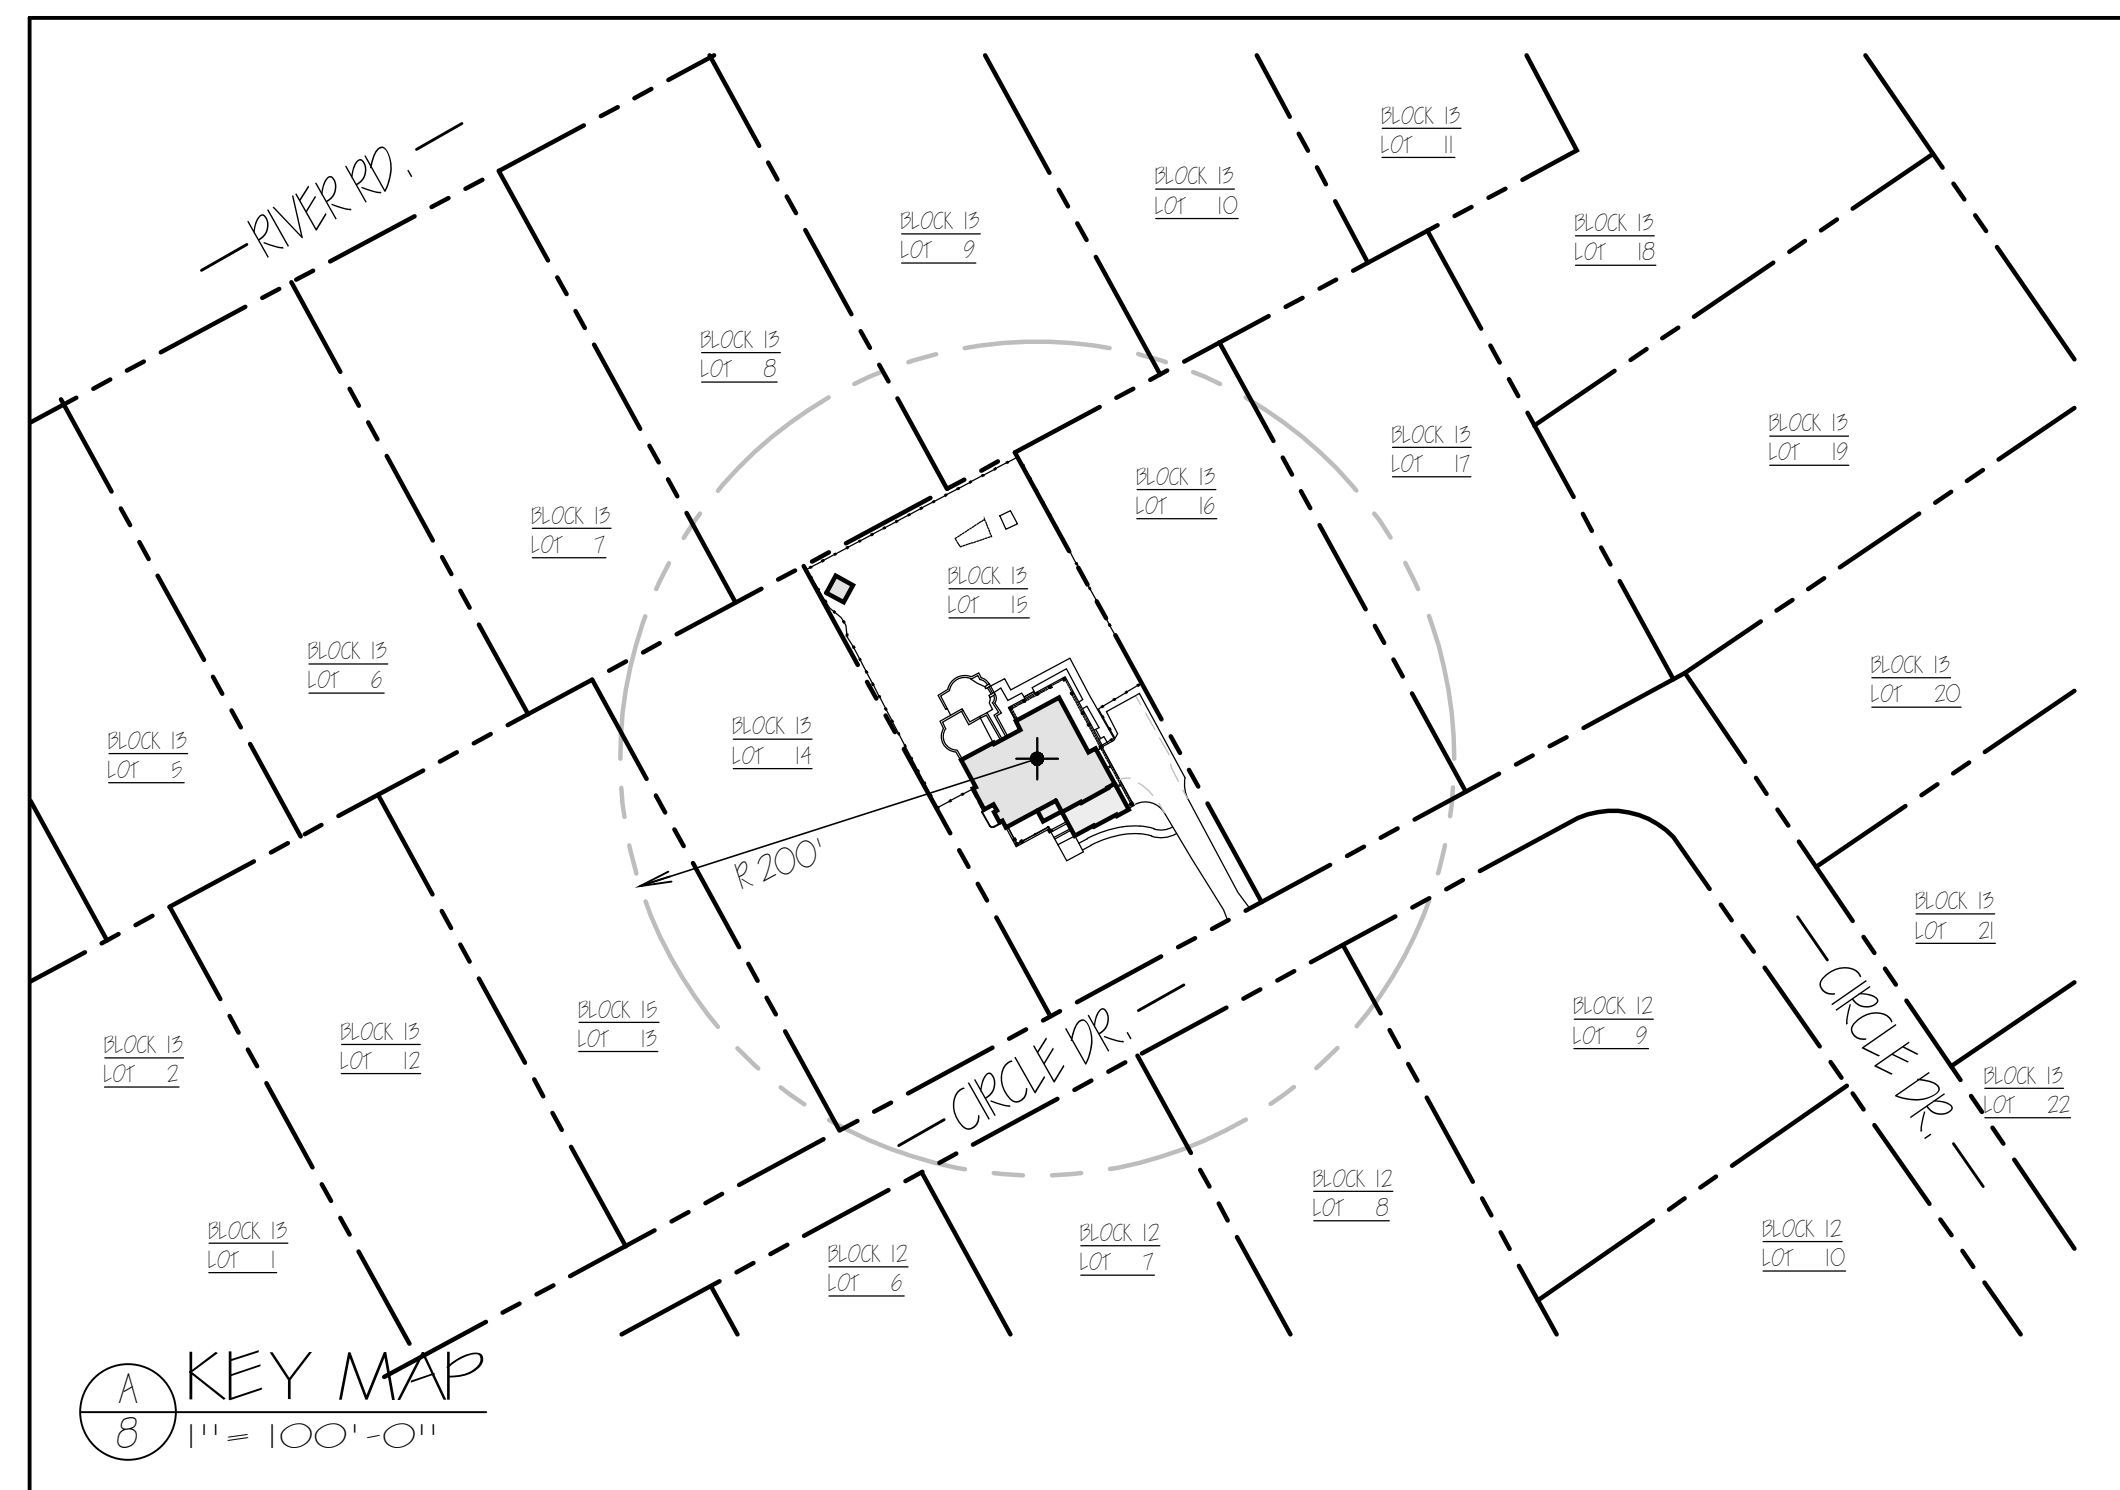 RIVER RD.
BLOCK 13
LOT 11
BLOCK 13
LOT 10
BLOCK 13
LOT 9
BLOCK 13
LOT 18
BLOCK 13
LOT 8
BLOCK 13
LOT 19
BLOCK 13
LOT 17
BLOCK 13
LOT 16
BLOCK 13
LOT 7
BLOCK 13
LOT 15
BLOCK 13
LOT 6
BLOCK 13
LOT 20
BLOCK 13
LOT 14
BLOCK 13
LOT 5
R 200'
BLOCK 13
LOT 21
BLOCK 12
LOT 9
BLOCK 15
LOT 13
BLOCK 13
LOT 12
BLOCK 13
LOT 2
CIRCLE DR.
CIRCLE DR.
BLOCK 13
LOT 22
BLOCK 12
LOT 8
BLOCK 13
LOT 1
BLOCK 12
LOT 7
BLOCK 12
LOT 6
BLOCK 12
LOT 10
A
8
KEY MAP
1"= 100'-0"